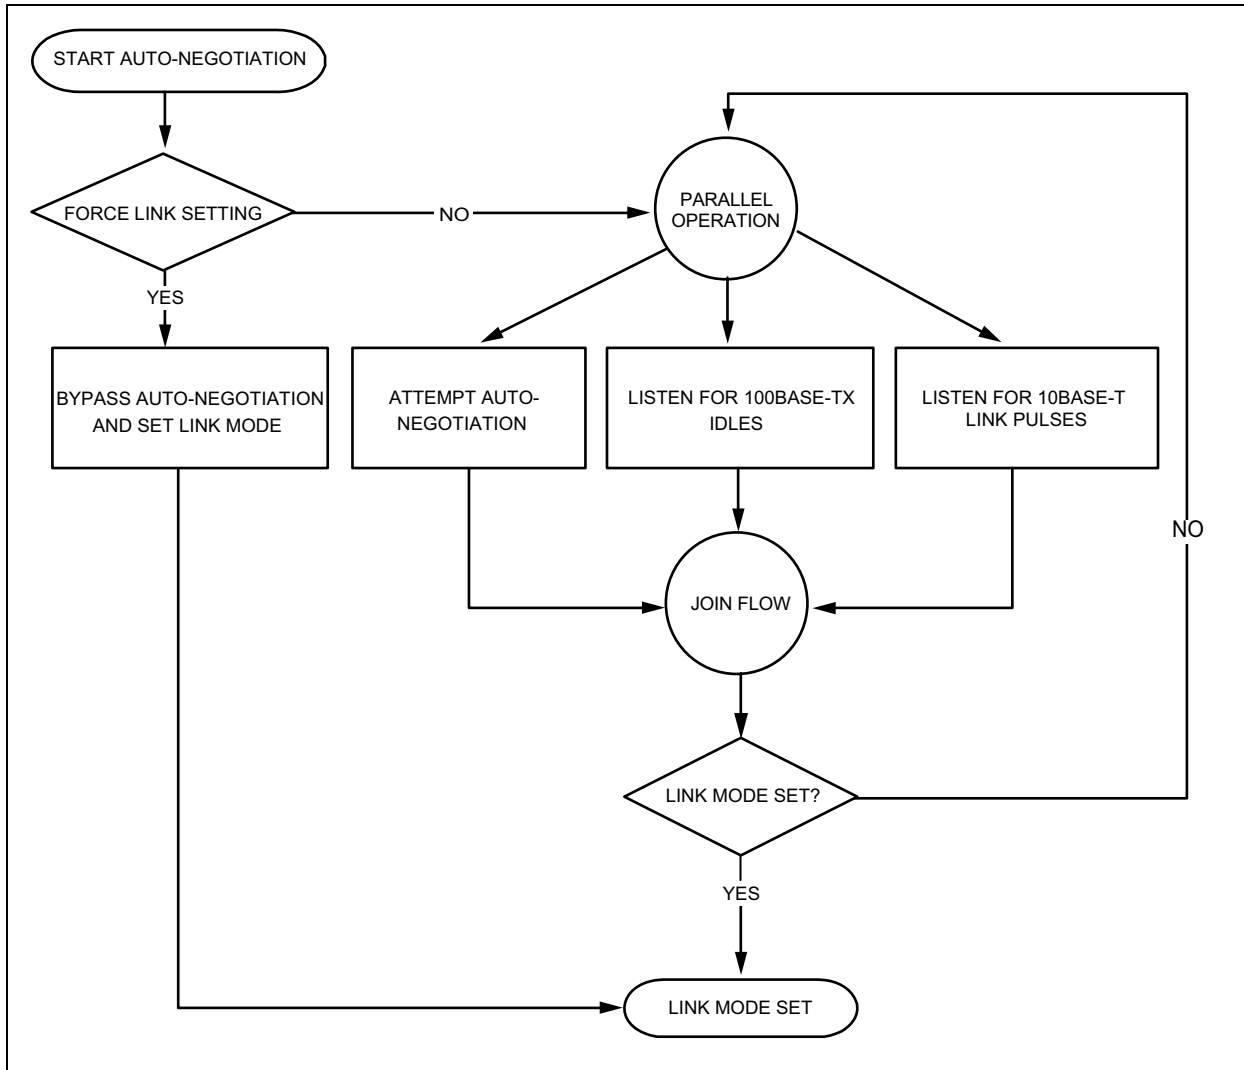 START AUTO-NEGOTIATION
FORCE LINK SETTING
NO
PARALLEL
OPERATION
YES
BYPASS AUTO-NEGOTIATION
AND SET LINK MODE
ATTEMPT AUTO-
NEGOTIATION
LISTEN FOR 100BASE-TX
IDLES
LISTEN FOR 10BASE-T
LINK PULSES
NO
JOIN FLOW
LINK MODE SET?
YES
LINK MODE SET